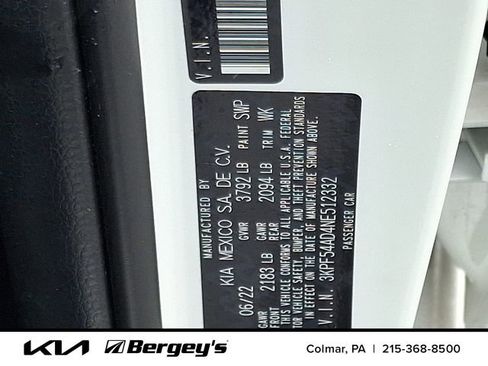 V.I.N.
MANUFACTURED BY
KIA MEXICO S.A. DE C.V.
06/22 GVWR 3792 LB PAINT SWP
GAWR 2183 LB GAWR REAR 2094 LB TRIM WK
THIS VEHICLE CONFORMS TO ALL APPLICABLE U.S.A. FEDERAL
MOTOR VEHICLE SAFETY, BUMPER, AND THEFT PREVENTION STANDARDS
IN EFFECT ON THE DATE OF MANUFACTURE SHOWN ABOVE.
V.I.N. 3KPF54AD4NE512332
PASSENGER CAR
KIA Bergey's Colmar, PA | 215-368-8500